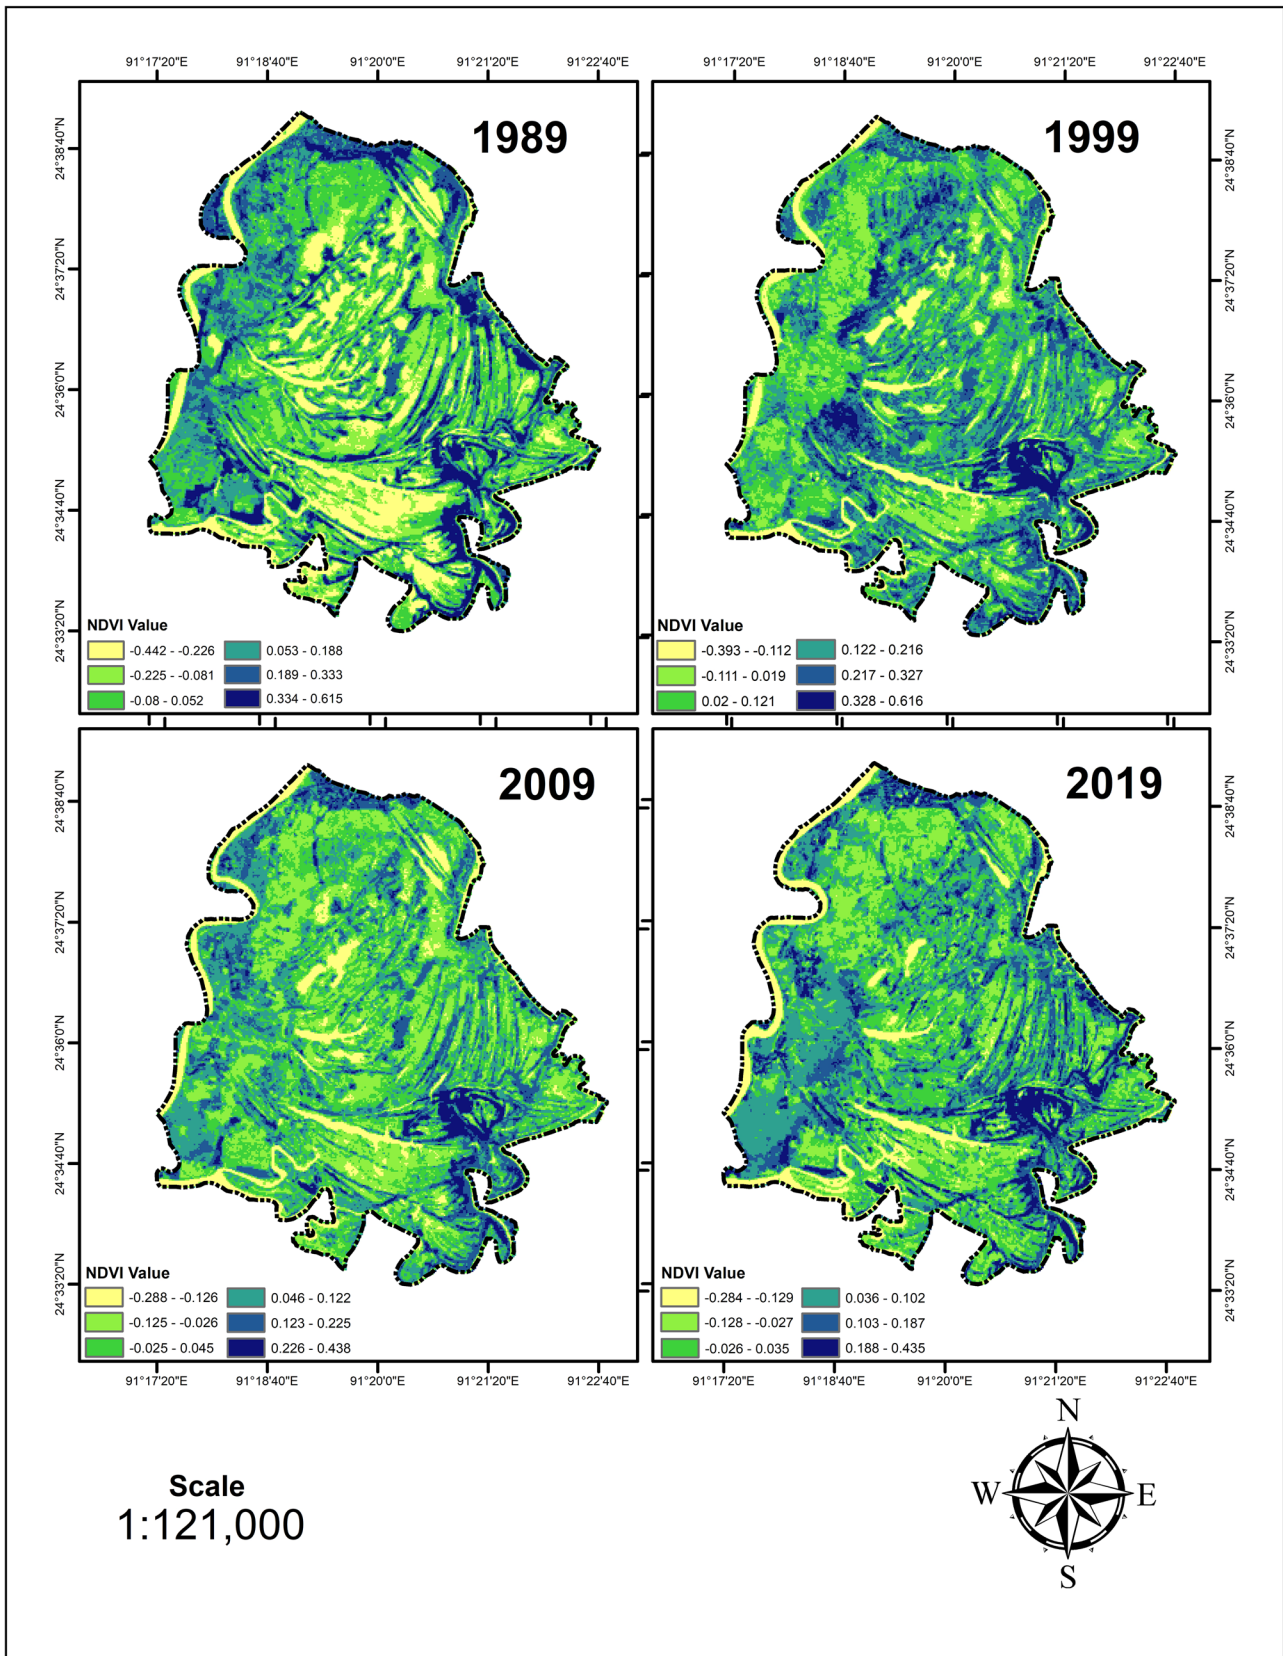 91°17'20"E 91°18'40"E 91°20'0"E 91°21'20"E 91°22'40"E
91°17'20"E 91°18'40"E 91°20'0"E 91°21'20"E 91°22'40"E
1989
24°38'40"N
24°37'20"N
24°36'0"N
24°34'40"N
24°33'20"N
NDVI Value
-0.442 - -0.226
0.053 - 0.188
-0.225 - -0.081
0.189 - 0.333
-0.08 - 0.052
0.334 - 0.615
1999
24°38'40"N
24°37'20"N
24°36'0"N
24°34'40"N
24°33'20"N
NDVI Value
-0.393 - -0.112
0.122 - 0.216
-0.111 - 0.019
0.217 - 0.327
0.02 - 0.121
0.328 - 0.616
2009
24°38'40"N
24°37'20"N
24°36'0"N
24°34'40"N
24°33'20"N
NDVI Value
-0.288 - -0.126
0.046 - 0.122
-0.125 - -0.026
0.123 - 0.225
-0.025 - 0.045
0.226 - 0.438
2019
24°38'40"N
24°37'20"N
24°36'0"N
24°34'40"N
24°33'20"N
NDVI Value
-0.284 - -0.129
0.036 - 0.102
-0.128 - -0.027
0.103 - 0.187
-0.026 - 0.035
0.188 - 0.435
91°17'20"E 91°18'40"E 91°20'0"E 91°21'20"E 91°22'40"E
91°17'20"E 91°18'40"E 91°20'0"E 91°21'20"E 91°22'40"E
Scale
1:121,000
N
W E
S